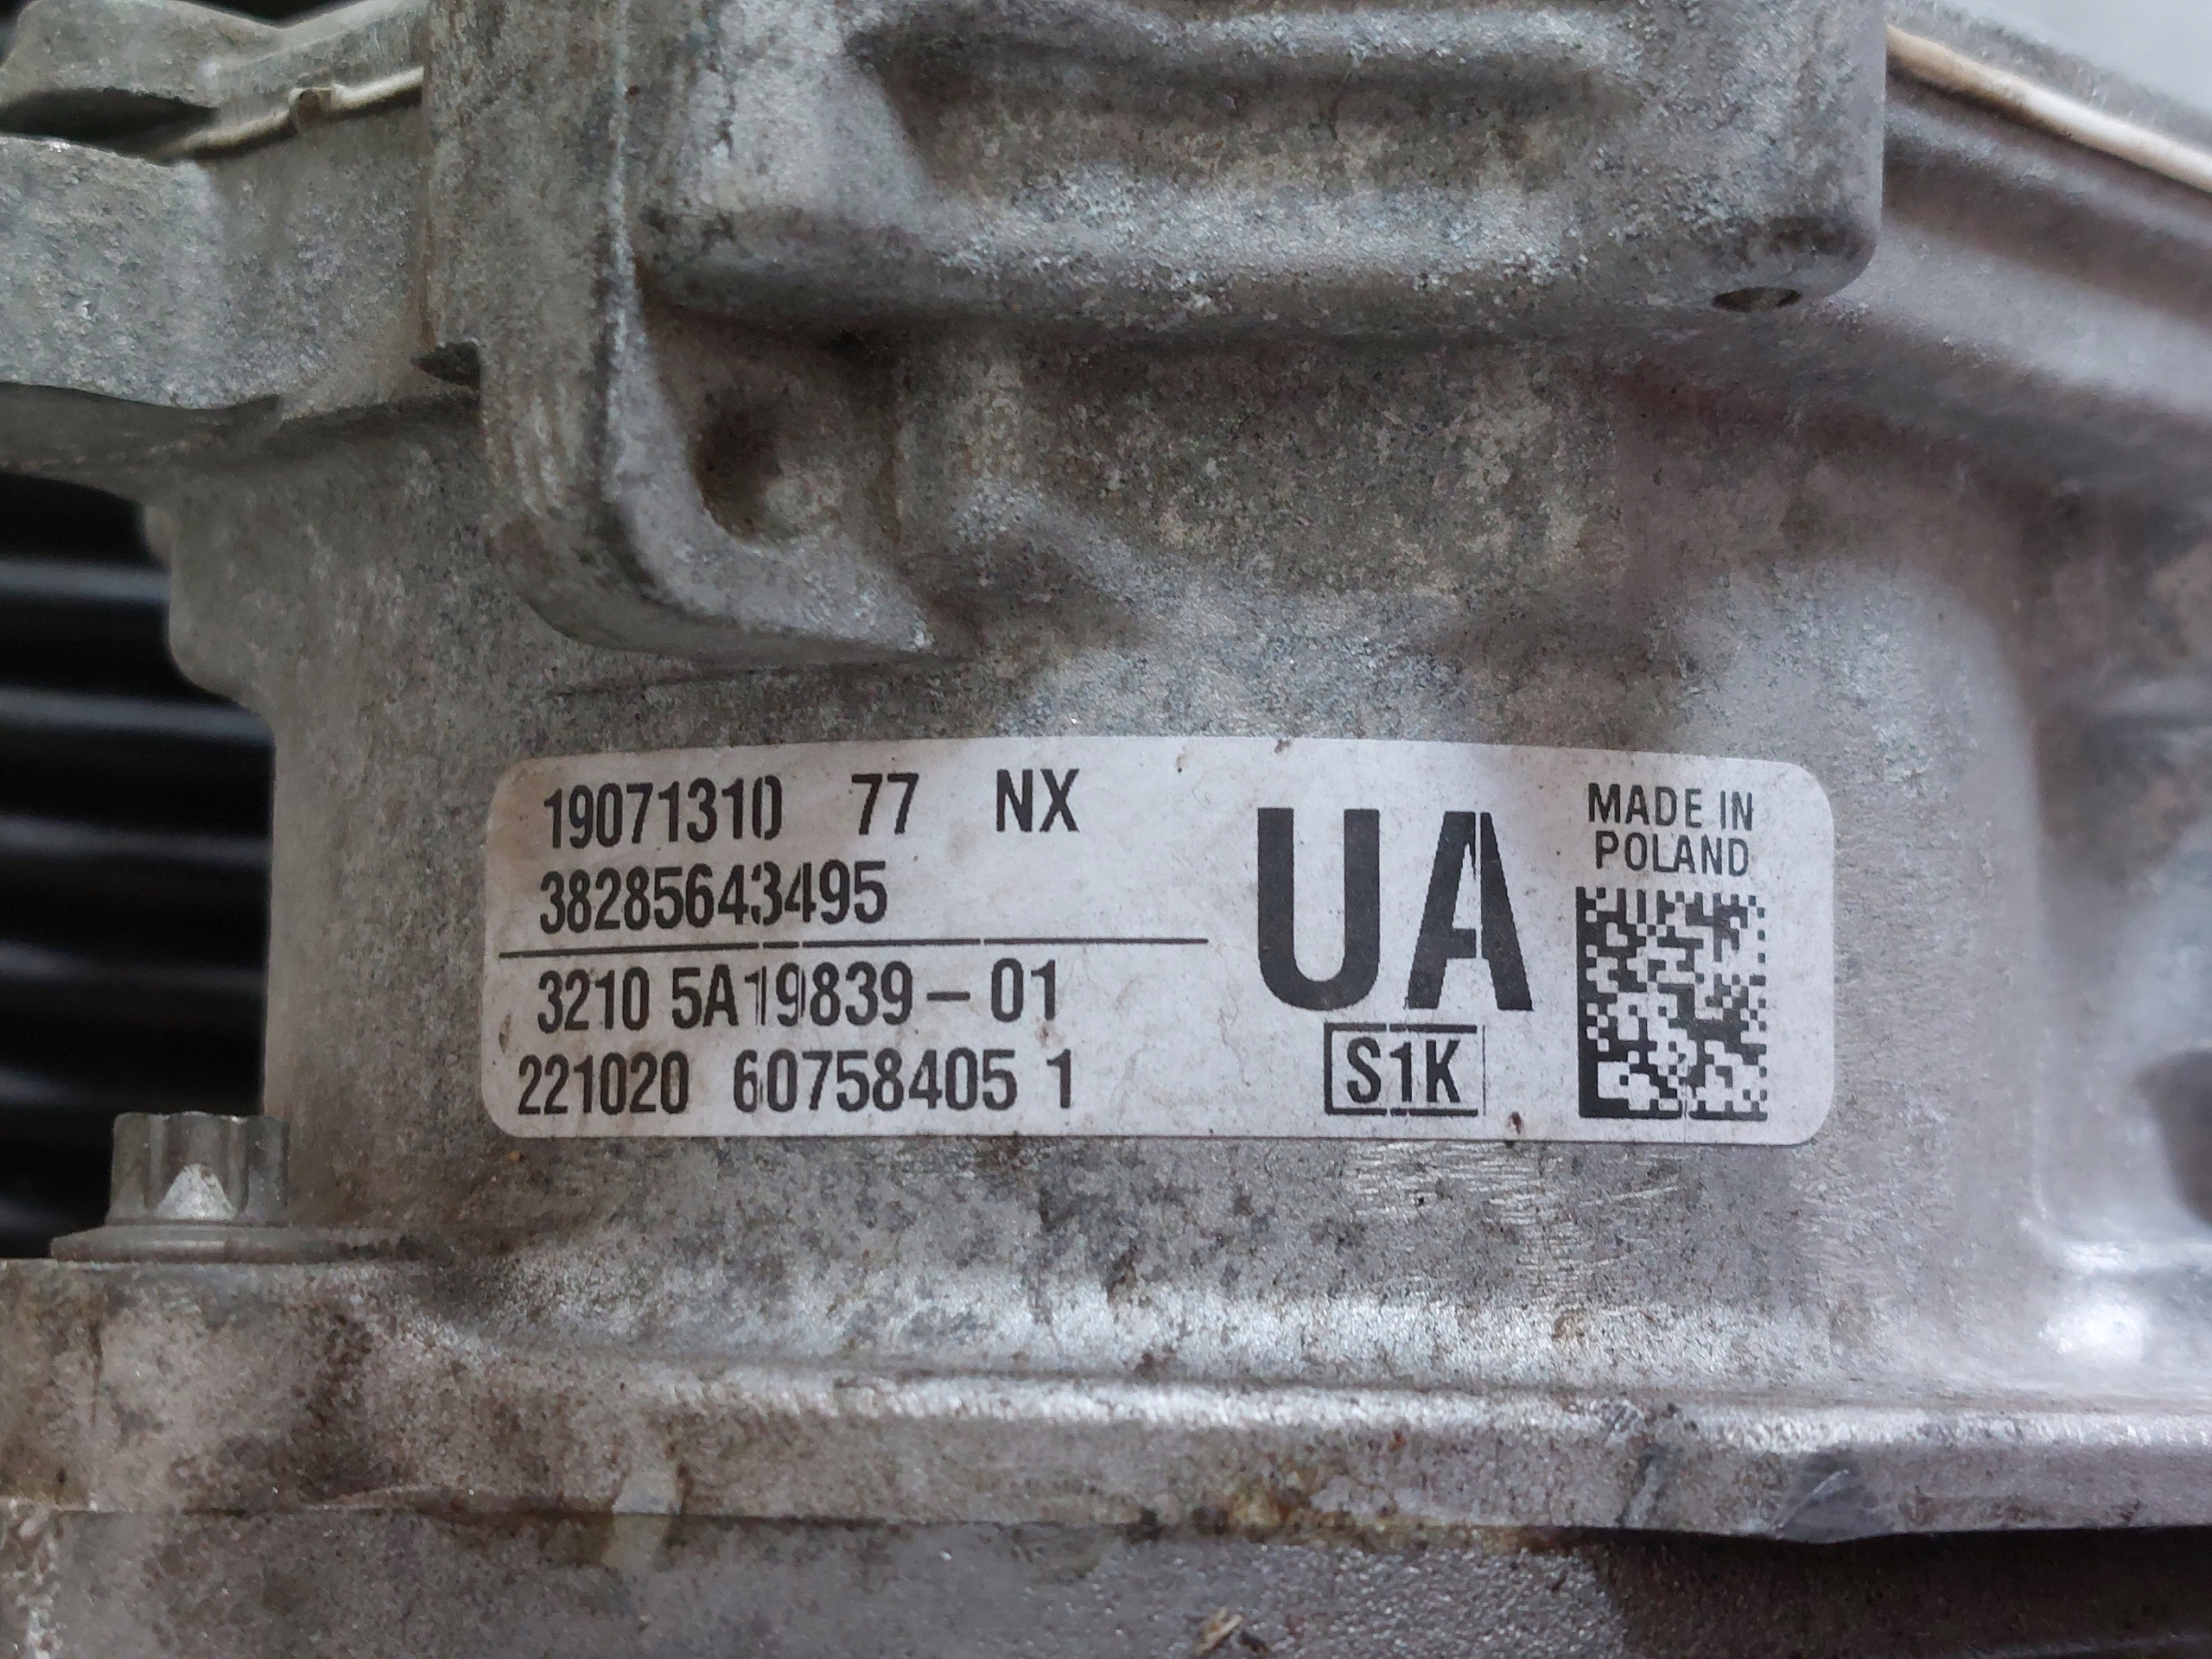 19071310 77 NX
38285643495
3210 5A19839-01
221020 60758405 1
UA
S1K
MADE IN
POLAND